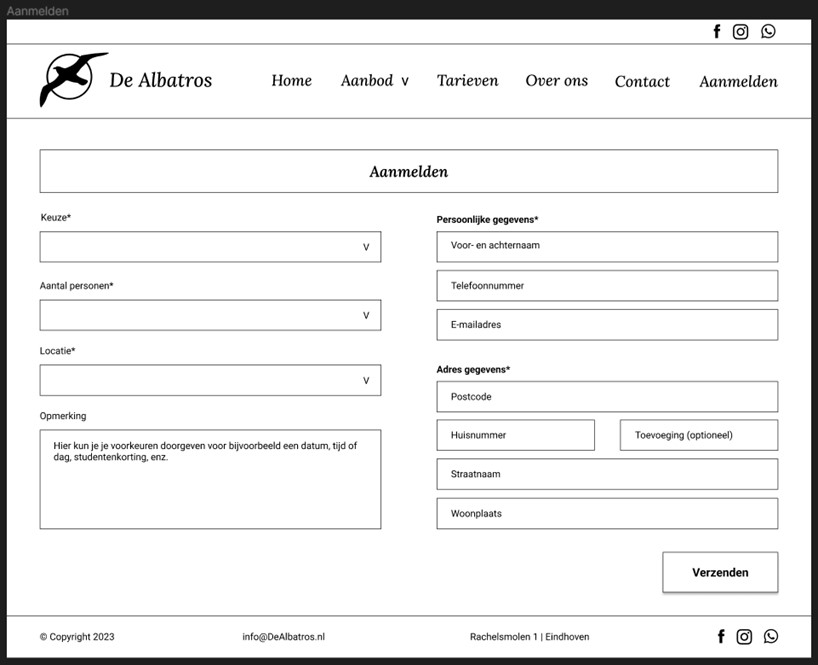 Aanmelden
De Albatros
Home Aanbod v Tarieven Over ons Contact Aanmelden
Aanmelden
Keuze*
V
Aantal personen*
V
Locatie*
V
Opmerking
Hier kun je je voorkeuren doorgeven voor bijvoorbeeld een datum, tijd of
dag, studentenkorting, enz.
Persoonlijke gegevens*
Voor- en achternaam
Telefoonnummer
E-mailadres
Adres gegevens*
Postcode
Huisnummer Toevoeging (optioneel)
Straatnaam
Woonplaats
Verzenden
© Copyright 2023 info@DeAlbatros.nl Rachelsmolen 1 | Eindhoven